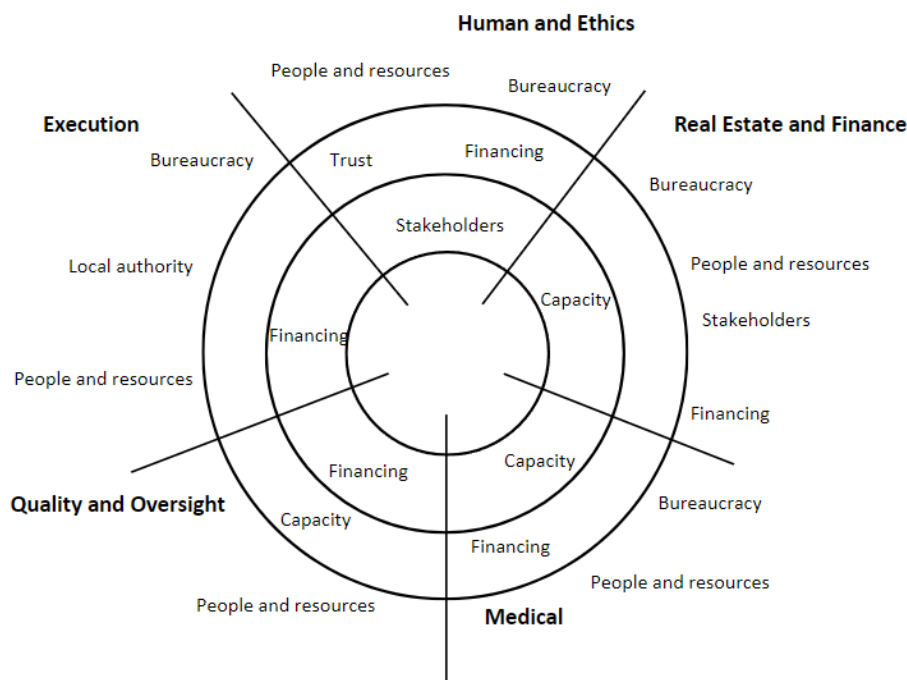 Human and Ethics
People and resources
Bureaucracy
Execution
Real Estate and Finance
Bureaucracy
Trust
Financing
Bureaucracy
Stakeholders
Local authority
People and resources
Capacity
Stakeholders
Financing
People and resources
Financing
Financing
Capacity
Quality and Oversight
Bureaucracy
Capacity
Financing
People and resources
People and resources
Medical